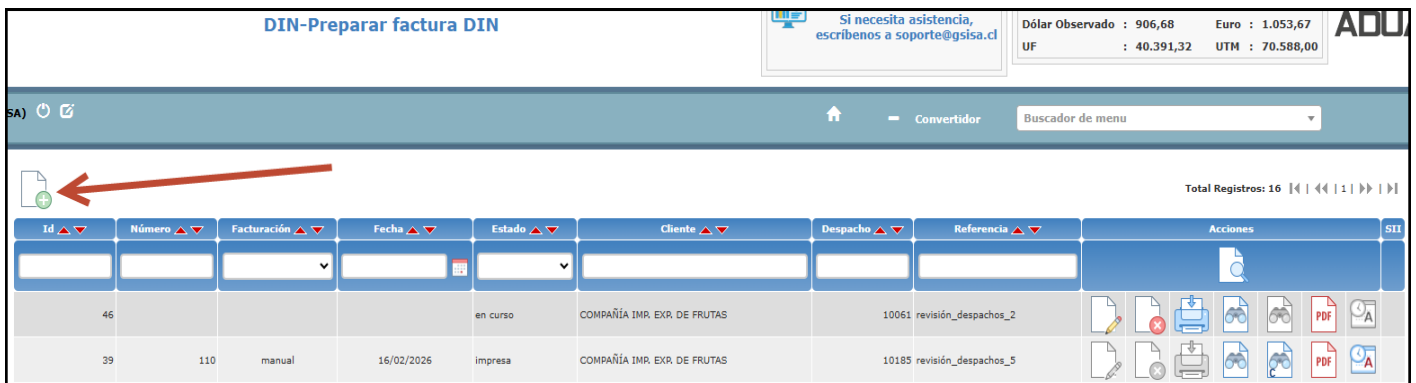 DIN-Preparar factura DIN
Si necesita asistencia,
escríbenos a soporte@gsisa.cl
Dólar Observado : 906,68 Euro : 1.053,67
UF : 40.391,32 UTM : 70.588,00
SA)
Convertidor
Buscador de menu
Total Registros: 16 | | 1 | |
Id Número Facturación Fecha Estado Cliente Despacho Referencia Acciones SII
46 en curso COMPAÑÍA IMP. EXP. DE FRUTAS 10061 revisión_despachos_2 PDF A
39 110 manual 16/02/2026 impresa COMPAÑÍA IMP. EXP. DE FRUTAS 10185 revisión_despachos_5 C PDF A